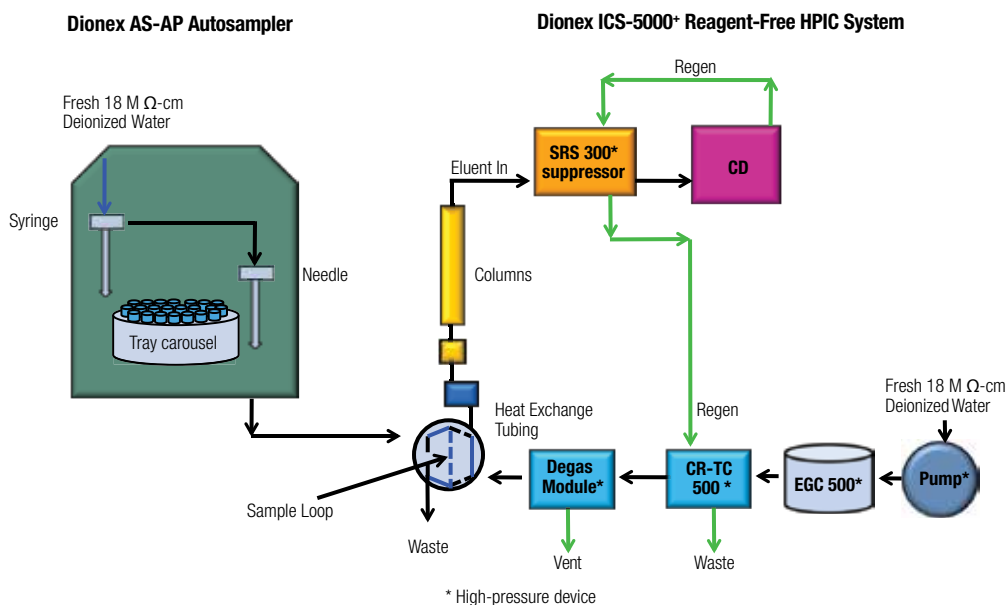 Dionex AS-AP Autosampler
Dionex ICS-5000+ Reagent-Free HPIC System
Fresh 18 M Ω-cm
Deionized Water
Syringe
Needle
Tray carousel
Regen
Eluent In
SRS 300*
suppressor
CD
Columns
Heat Exchange
Tubing
Regen
Fresh 18 M Ω-cm
Deionized Water
Degas
Module*
CR-TC
500 *
EGC 500*
Pump*
Sample Loop
Waste
Vent
Waste
* High-pressure device